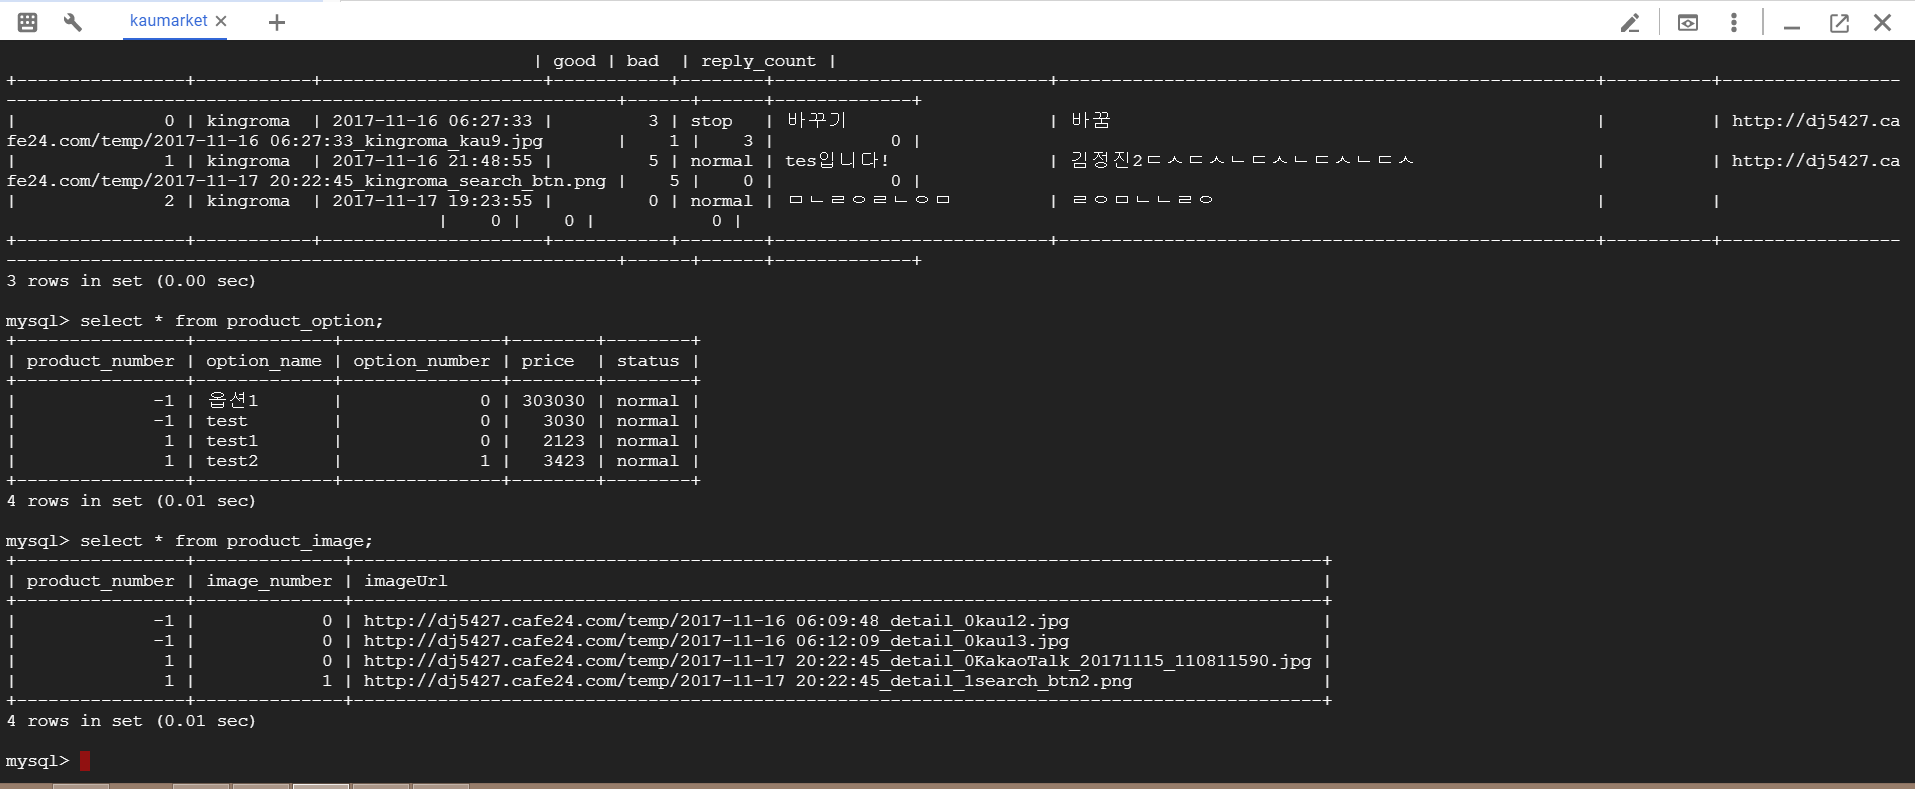 kaumarket
| good | bad  | reply_count |
+----------------+-----------+---------------------+-----------+--------+--------------------------+---------------------------------------------------+----------+-----------------
----------------------------------------------------------+------+------+-------------+
|              0 | kingroma  | 2017-11-16 06:27:33 |         3 | stop   | 바꾸기 | 바꿈 |          | http://dj5427.ca
fe24.com/temp/2017-11-16 06:27:33_kingroma_kau9.jpg       |    1 |    3 |           0 |
|              1 | kingroma  | 2017-11-16 21:48:55 |         5 | normal | tes입니다! | 김정진2ㄷㅅㄷㅅㄴㄷㅅㄴㄷㅅㄴㄷㅅ |          | http://dj5427.ca
fe24.com/temp/2017-11-17 20:22:45_kingroma_search_btn.png |    5 |    0 |           0 |
|              2 | kingroma  | 2017-11-17 19:23:55 |         0 | normal | ㅁㄴㄹㅇㄹㄴㅇㅁ | ㄹㅇㅁㄴㄴㄹㅇ |          |
|    0 |    0 |           0 |
+----------------+-----------+---------------------+-----------+--------+--------------------------+---------------------------------------------------+----------+-----------------
----------------------------------------------------------+------+------+-------------+
3 rows in set (0.00 sec)
mysql> select * from product_option;
+----------------+-------------+---------------+--------+--------+
| product_number | option_name | option_number | price  | status |
+----------------+-------------+---------------+--------+--------+
|             -1 | 옵션1       |             0 | 303030 | normal |
|             -1 | test        |             0 |   3030 | normal |
|              1 | test1       |             0 |   2123 | normal |
|              1 | test2       |             1 |   3423 | normal |
+----------------+-------------+---------------+--------+--------+
4 rows in set (0.01 sec)
mysql> select * from product_image;
+----------------+--------------+--------------------------------------------------------------------------------------------+
| product_number | image_number | imageUrl                                                                                   |
+----------------+--------------+--------------------------------------------------------------------------------------------+
|             -1 |            0 | http://dj5427.cafe24.com/temp/2017-11-16 06:09:48_detail_0kau12.jpg                        |
|             -1 |            0 | http://dj5427.cafe24.com/temp/2017-11-16 06:12:09_detail_0kau13.jpg                        |
|              1 |            0 | http://dj5427.cafe24.com/temp/2017-11-17 20:22:45_detail_0KakaoTalk_20171115_110811590.jpg |
|              1 |            1 | http://dj5427.cafe24.com/temp/2017-11-17 20:22:45_detail_1search_btn2.png                  |
+----------------+--------------+--------------------------------------------------------------------------------------------+
4 rows in set (0.01 sec)
mysql>